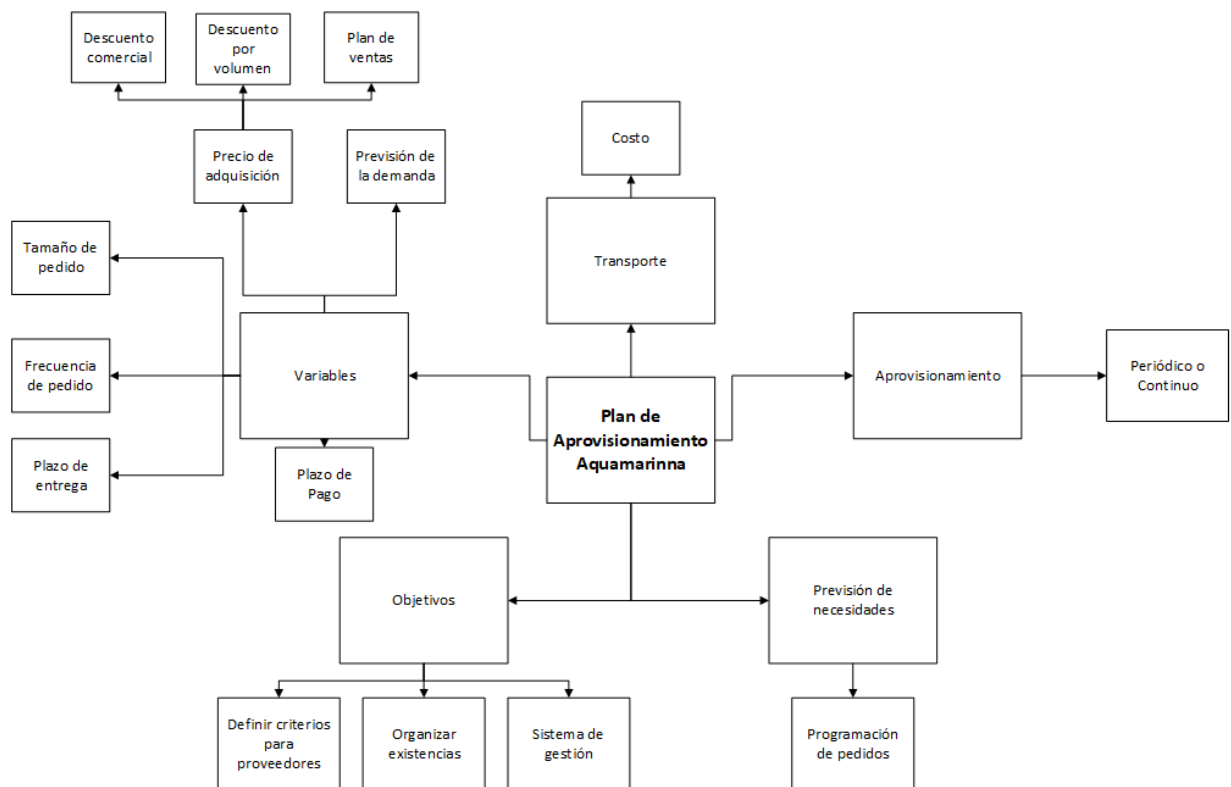 Descuento
comercial
Descuento
por
volumen
Plan de
ventas
Costo
Precio de
adquisición
Previsión de
la demanda
Transporte
Tamaño de
pedido
Frecuencia
de pedido
Variables
Aprovisionamiento
Periódico o
Continuo
Plan de
Aprovisionamiento
Aquamarinna
Plazo de
entrega
Plazo de
Pago
Objetivos
Previsión de
necesidades
Definir criterios
para
proveedores
Organizar
existencias
Sistema de
gestión
Programación
de pedidos